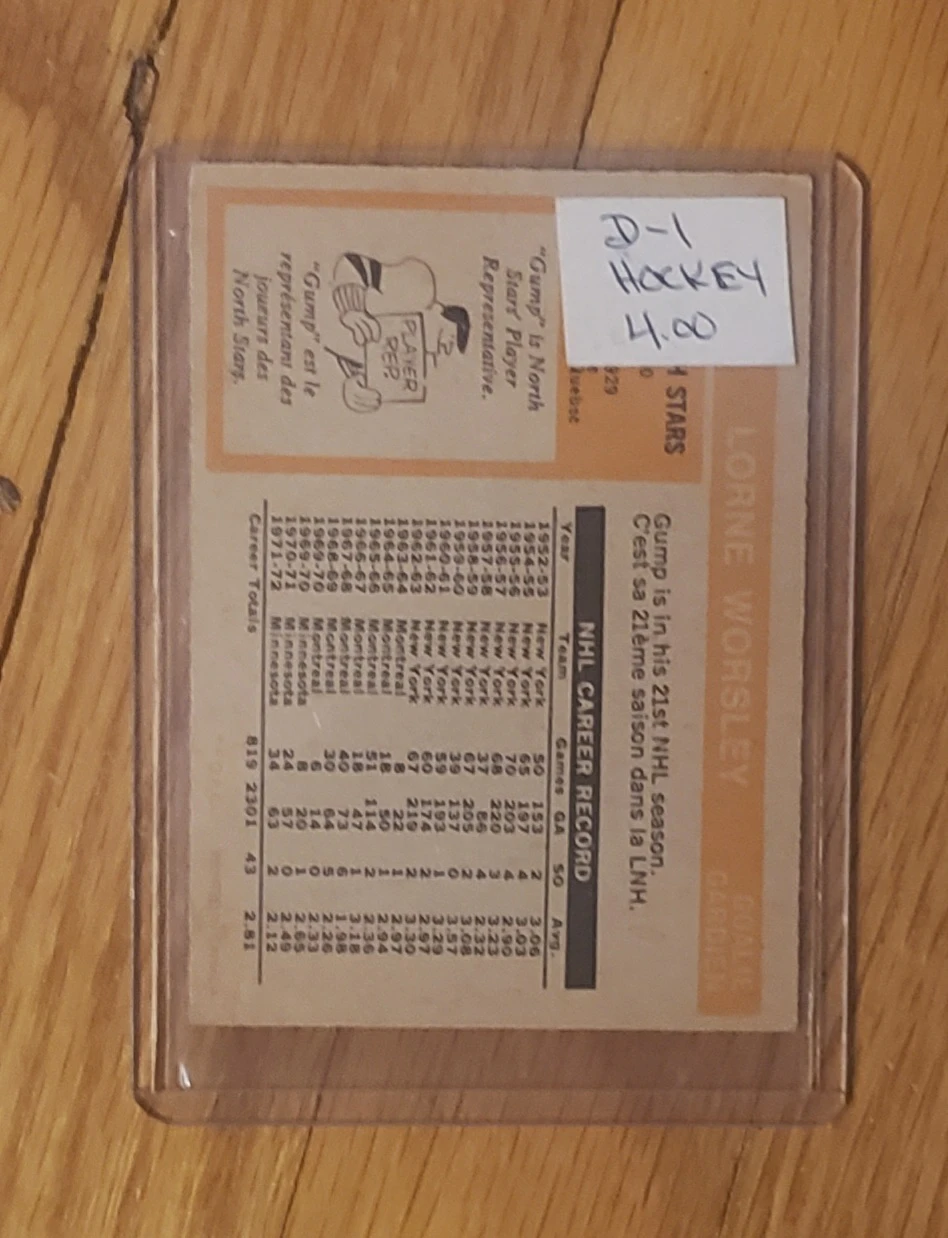 D-1
HOCKEY
4.00
LORNE WORSLEY
STARS
"Gump" is North
Stars' Player
Representative.
PLAYER
REP.
"Gump" est le
représentant des
joueurs des
North Stars.
Gump is in his 21st NHL season.
C'est sa 21ème saison dans la LNH.
NHL CAREER RECORD
Year Team Games GA SO Avg.
1952-53 New York 50 153 2 3.06
1954-55 New York 65 197 4 3.03
1955-56 New York 70 203 4 2.90
1956-57 New York 68 220 3 3.23
1957-58 New York 37 86 4 2.32
1958-59 New York 67 205 2 3.08
1959-60 New York 39 137 0 3.57
1960-61 New York 59 193 1 3.29
1961-62 New York 60 174 2 2.97
1962-63 New York 67 219 2 3.30
1963-64 Montreal 8 22 1 2.97
1964-65 Montreal 18 50 1 2.94
1965-66 Montreal 51 114 2 2.36
1966-67 Montreal 18 47 1 3.18
1967-68 Montreal 40 73 6 1.98
1968-69 Montreal 30 64 5 2.26
1969-70 Montreal 6 14 0 2.33
1969-70 Minnesota 8 20 1 2.65
1970-71 Minnesota 24 57 0 2.49
1971-72 Minnesota 34 63 2 2.12
Career Totals 819 2301 43 2.81